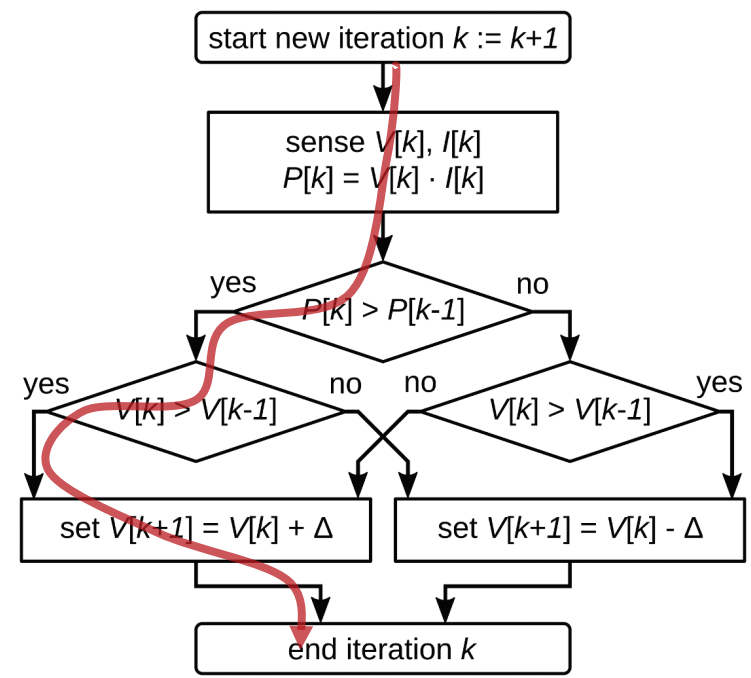 start new iteration k := k+1
sense V[k], I[k]
P[k] = V[k] · I[k]
yes
no
P[k] > P[k-1]
yes
no
no
yes
V[k] > V[k-1]
V[k] > V[k-1]
set V[k+1] = V[k] + Δ
set V[k+1] = V[k] - Δ
end iteration k